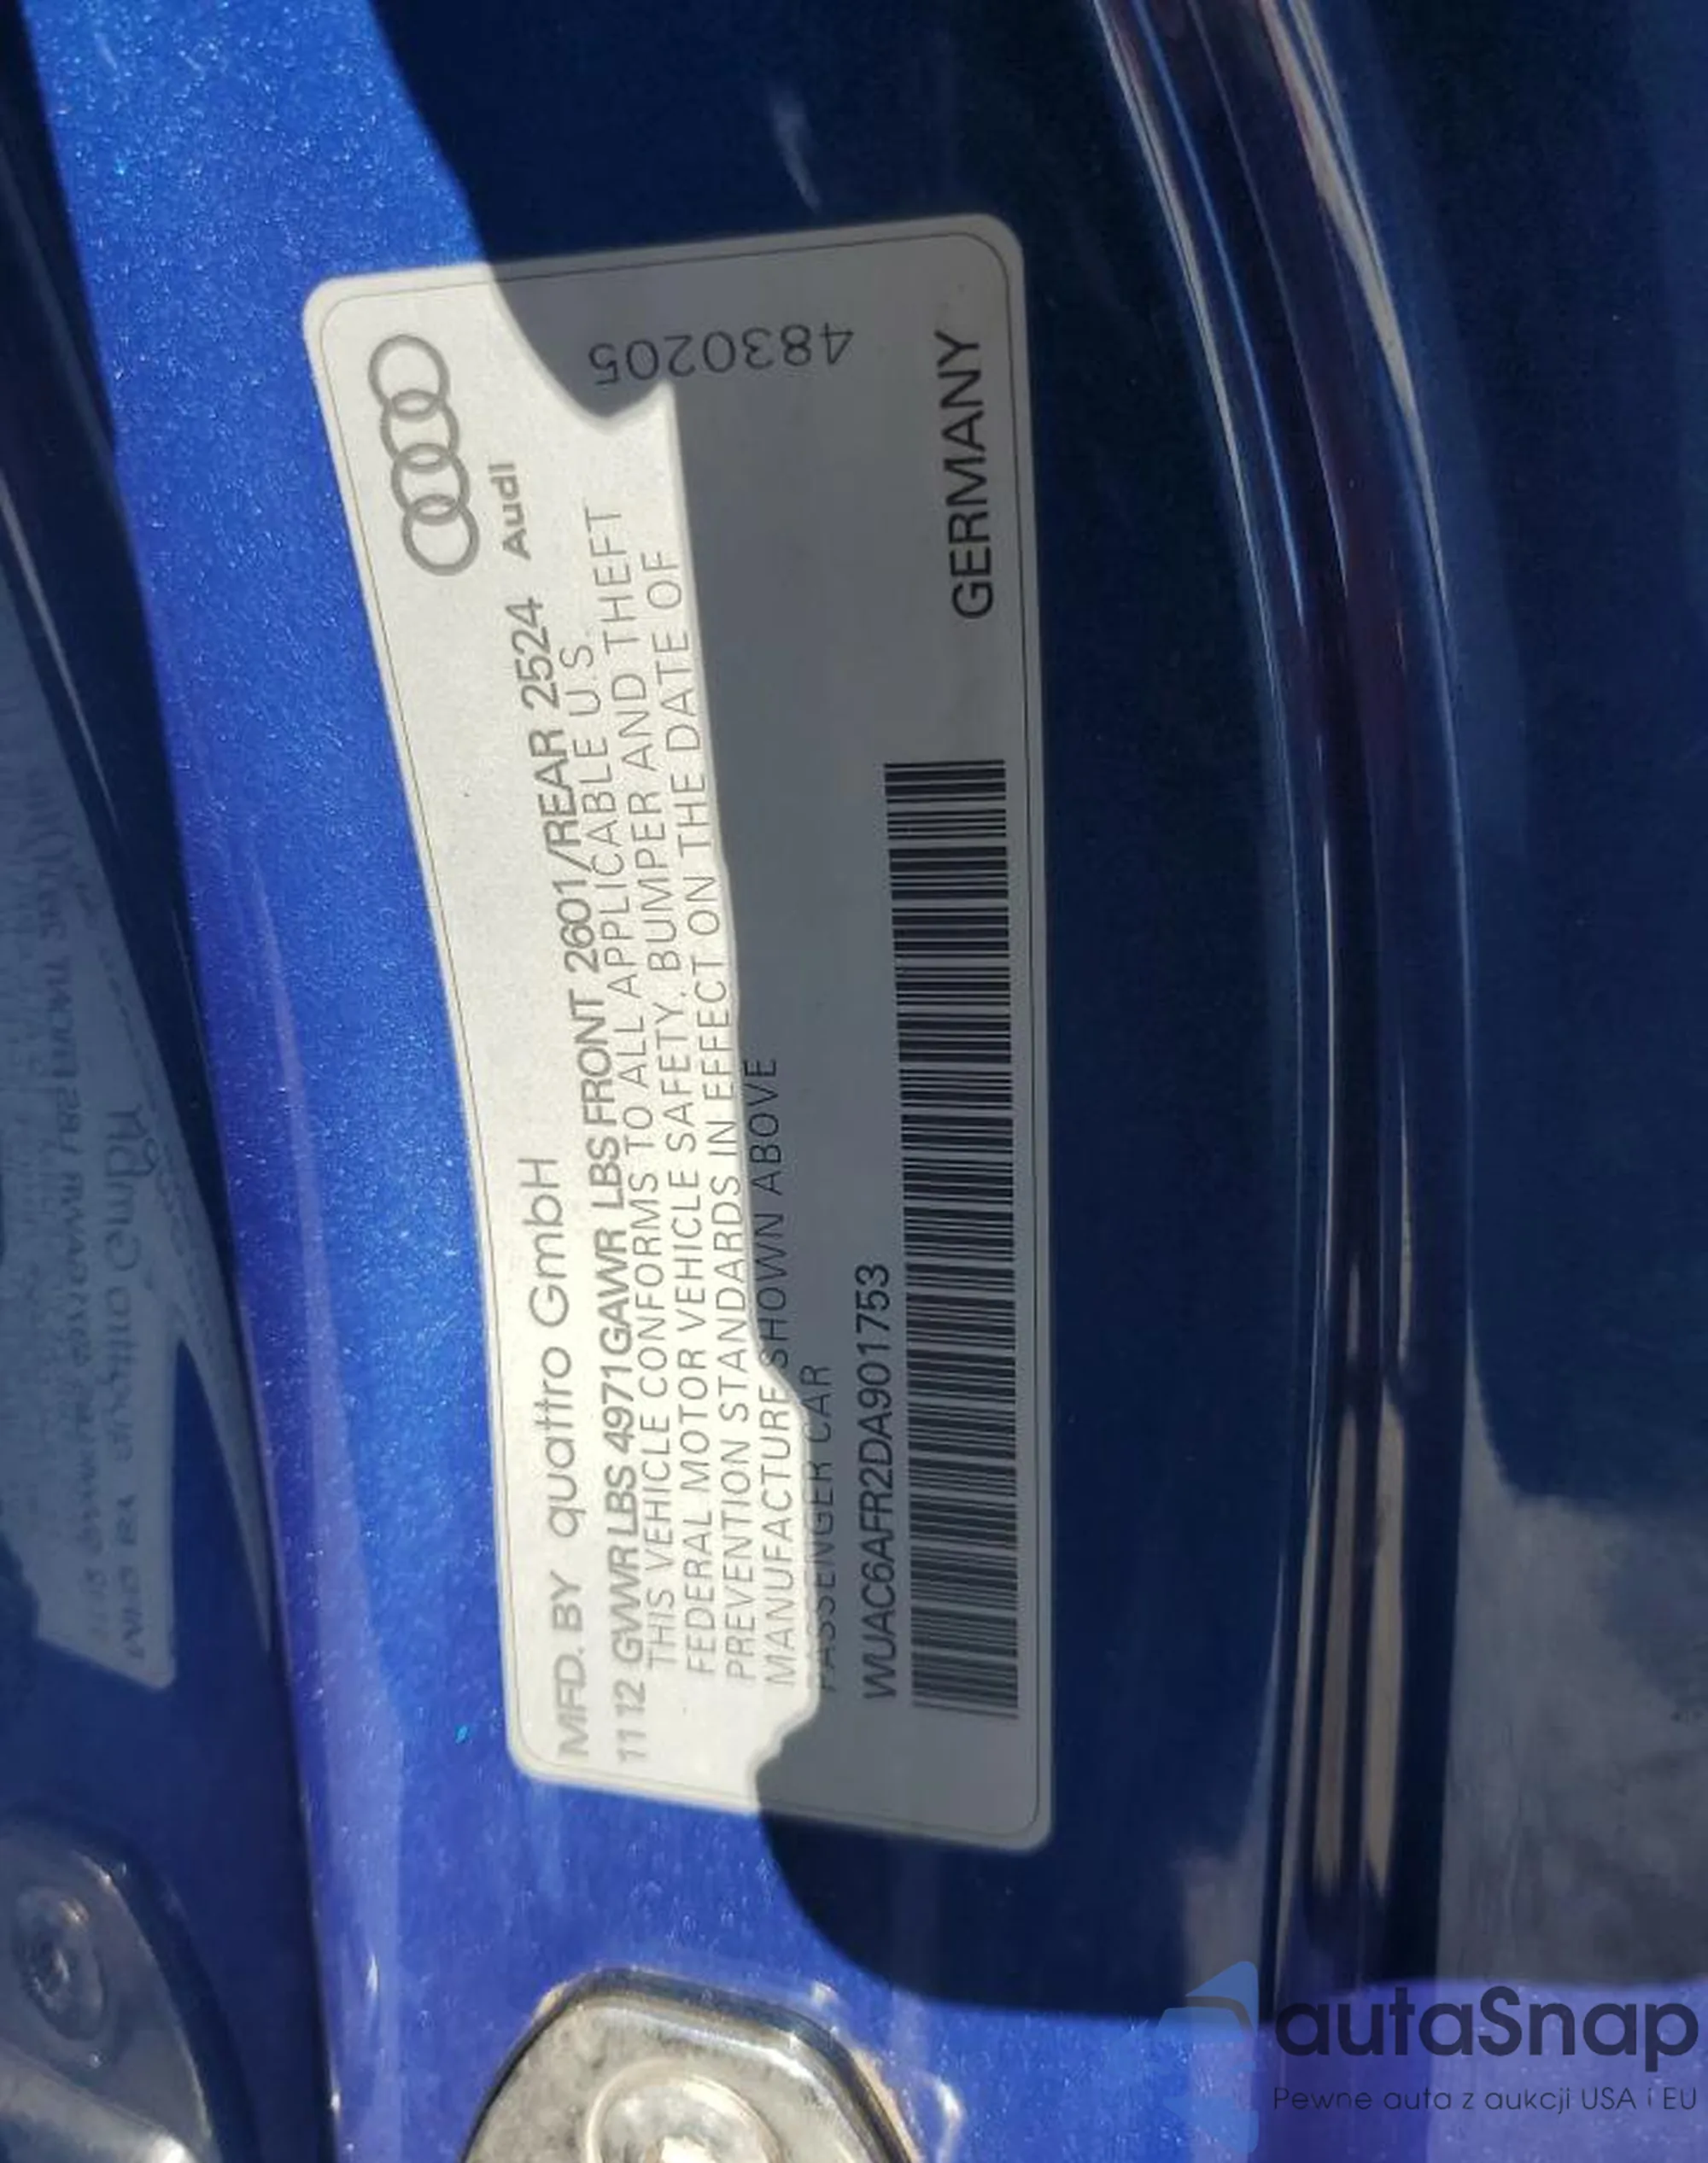 Audi
MFD. BY quattro GmbH
11 12 GVWR LBS 4971 GAWR LBS FRONT 2601/REAR 2524
THIS VEHICLE CONFORMS TO ALL APPLICABLE U.S.
FEDERAL MOTOR VEHICLE SAFETY, BUMPER AND THEFT
PREVENTION STANDARDS IN EFFECT ON THE DATE OF
MANUFACTURE SHOWN ABOVE
PASSENGER CAR
WUAC6AFR2DA901753
GERMANY
4830205
autaSnap
Pewne auta z aukcji USA i EU